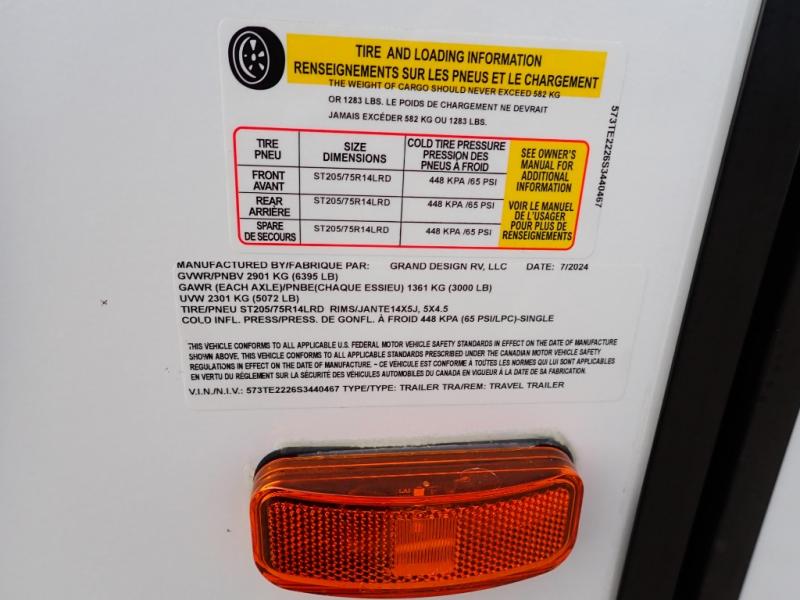 TIRE AND LOADING INFORMATION
RENSEIGNEMENTS SUR LES PNEUS ET LE CHARGEMENT
THE WEIGHT OF CARGO SHOULD NEVER EXCEED 582 KG
OR 1283 LBS. LE POIDS DE CHARGEMENT NE DEVRAIT
JAMAIS EXCÉDER 582 KG OU 1283 LBS.
TIRE
PNEU
SIZE
DIMENSIONS
COLD TIRE PRESSURE
PRESSION DES
PNEUS À FROID
FRONT
AVANT
ST205/75R14LRD
448 KPA /65 PSI
REAR
ARRIÈRE
ST205/75R14LRD
448 KPA /65 PSI
SPARE
DE SECOURS
ST205/75R14LRD
448 KPA /65 PSI
SEE OWNER'S
MANUAL FOR
ADDITIONAL
INFORMATION
VOIR LE MANUEL
DE L'USAGER
POUR PLUS DE
RENSEIGNEMENTS
573TE2226S3440467
MANUFACTURED BY/FABRIQUE PAR: GRAND DESIGN RV, LLC DATE: 7/2024
GVWR/PNBV 2901 KG (6395 LB)
GAWR (EACH AXLE)/PNBE(CHAQUE ESSIEU) 1361 KG (3000 LB)
UVW 2301 KG (5072 LB)
TIRE/PNEU ST205/75R14LRD RIMS/JANTE14X5J, 5X4.5
COLD INFL. PRESS/PRESS. DE GONFL. À FROID 448 KPA (65 PSI/LPC)-SINGLE
THIS VEHICLE CONFORMS TO ALL APPLICABLE U.S. FEDERAL MOTOR VEHICLE SAFETY STANDARDS IN EFFECT ON THE DATE OF MANUFACTURE
SHOWN ABOVE, THIS VEHICLE CONFORMS TO ALL APPLICABLE STANDARDS PRESCRIBED UNDER THE CANADIAN MOTOR VEHICLE SAFETY
REGULATIONS IN EFFECT ON THE DATE OF MANUFACTURE. - CE VÉHICULE EST CONFORME À TOUTES LES NORMES QUI LUI SONT APPLICABLES
EN VERTU DU RÈGLEMENT SUR LA SÉCURITÉ DES VÉHICULES AUTOMOBILES DU CANADA EN VIGUEUR À LA DATE DE SA FABRICATION.
V.I.N./N.I.V.: 573TE2226S3440467 TYPE/TYPE: TRAILER TRA/REM: TRAVEL TRAILER